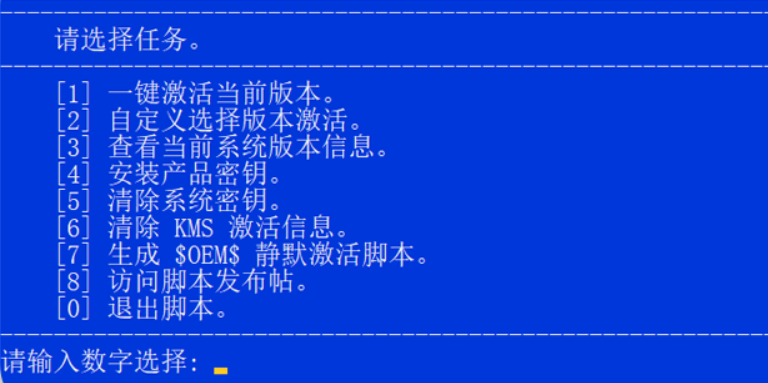 请选择任务。
[1] 一键激活当前版本。
[2] 自定义选择版本激活。
[3] 查看当前系统版本信息。
[4] 安装产品密钥。
[5] 清除系统密钥。
[6] 清除 KMS 激活信息。
[7] 生成 $OEM$ 静默激活脚本。
[8] 访问脚本发布帖。
[0] 退出脚本。
请输入数字选择: